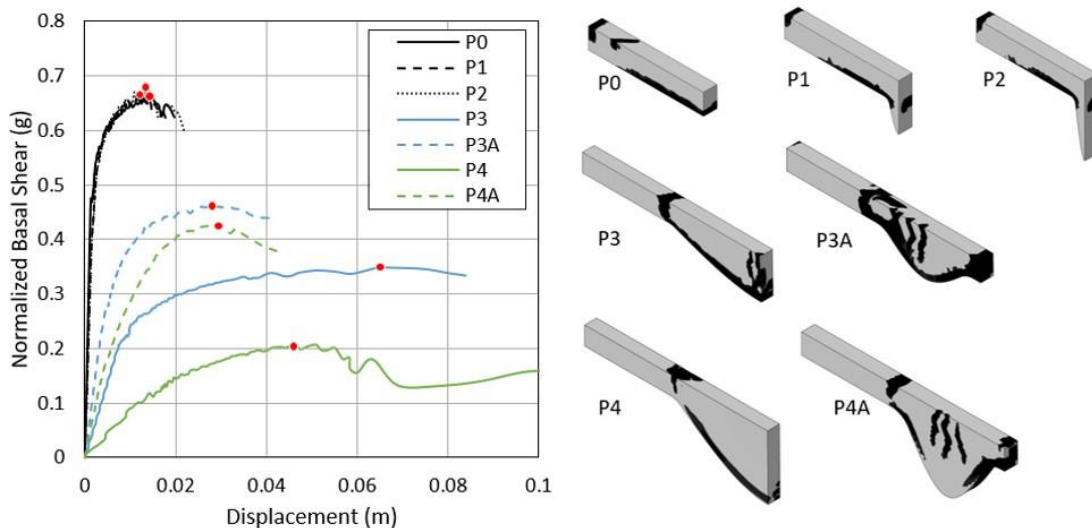 Normalized Basal Shear (g)
0.8
0.7
0.6
0.5
0.4
0.3
0.2
0.1
0
0
0.02
0.04
0.06
0.08
0.1
Displacement (m)
P0
P1
P2
P3
P3A
P4
P4A
P0
P1
P2
P3
P3A
P4
P4A